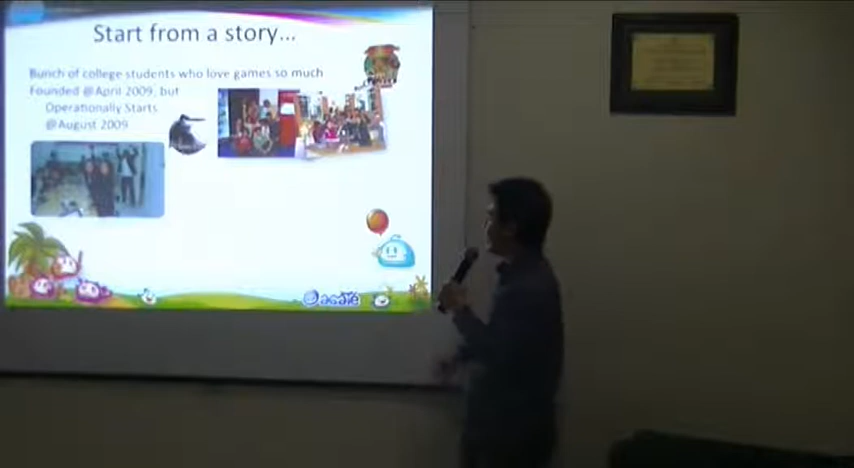 Start from a story...
Bunch of college students who love games so much
Founded @April 2009, but
Operationally Starts
@August 2009
agate